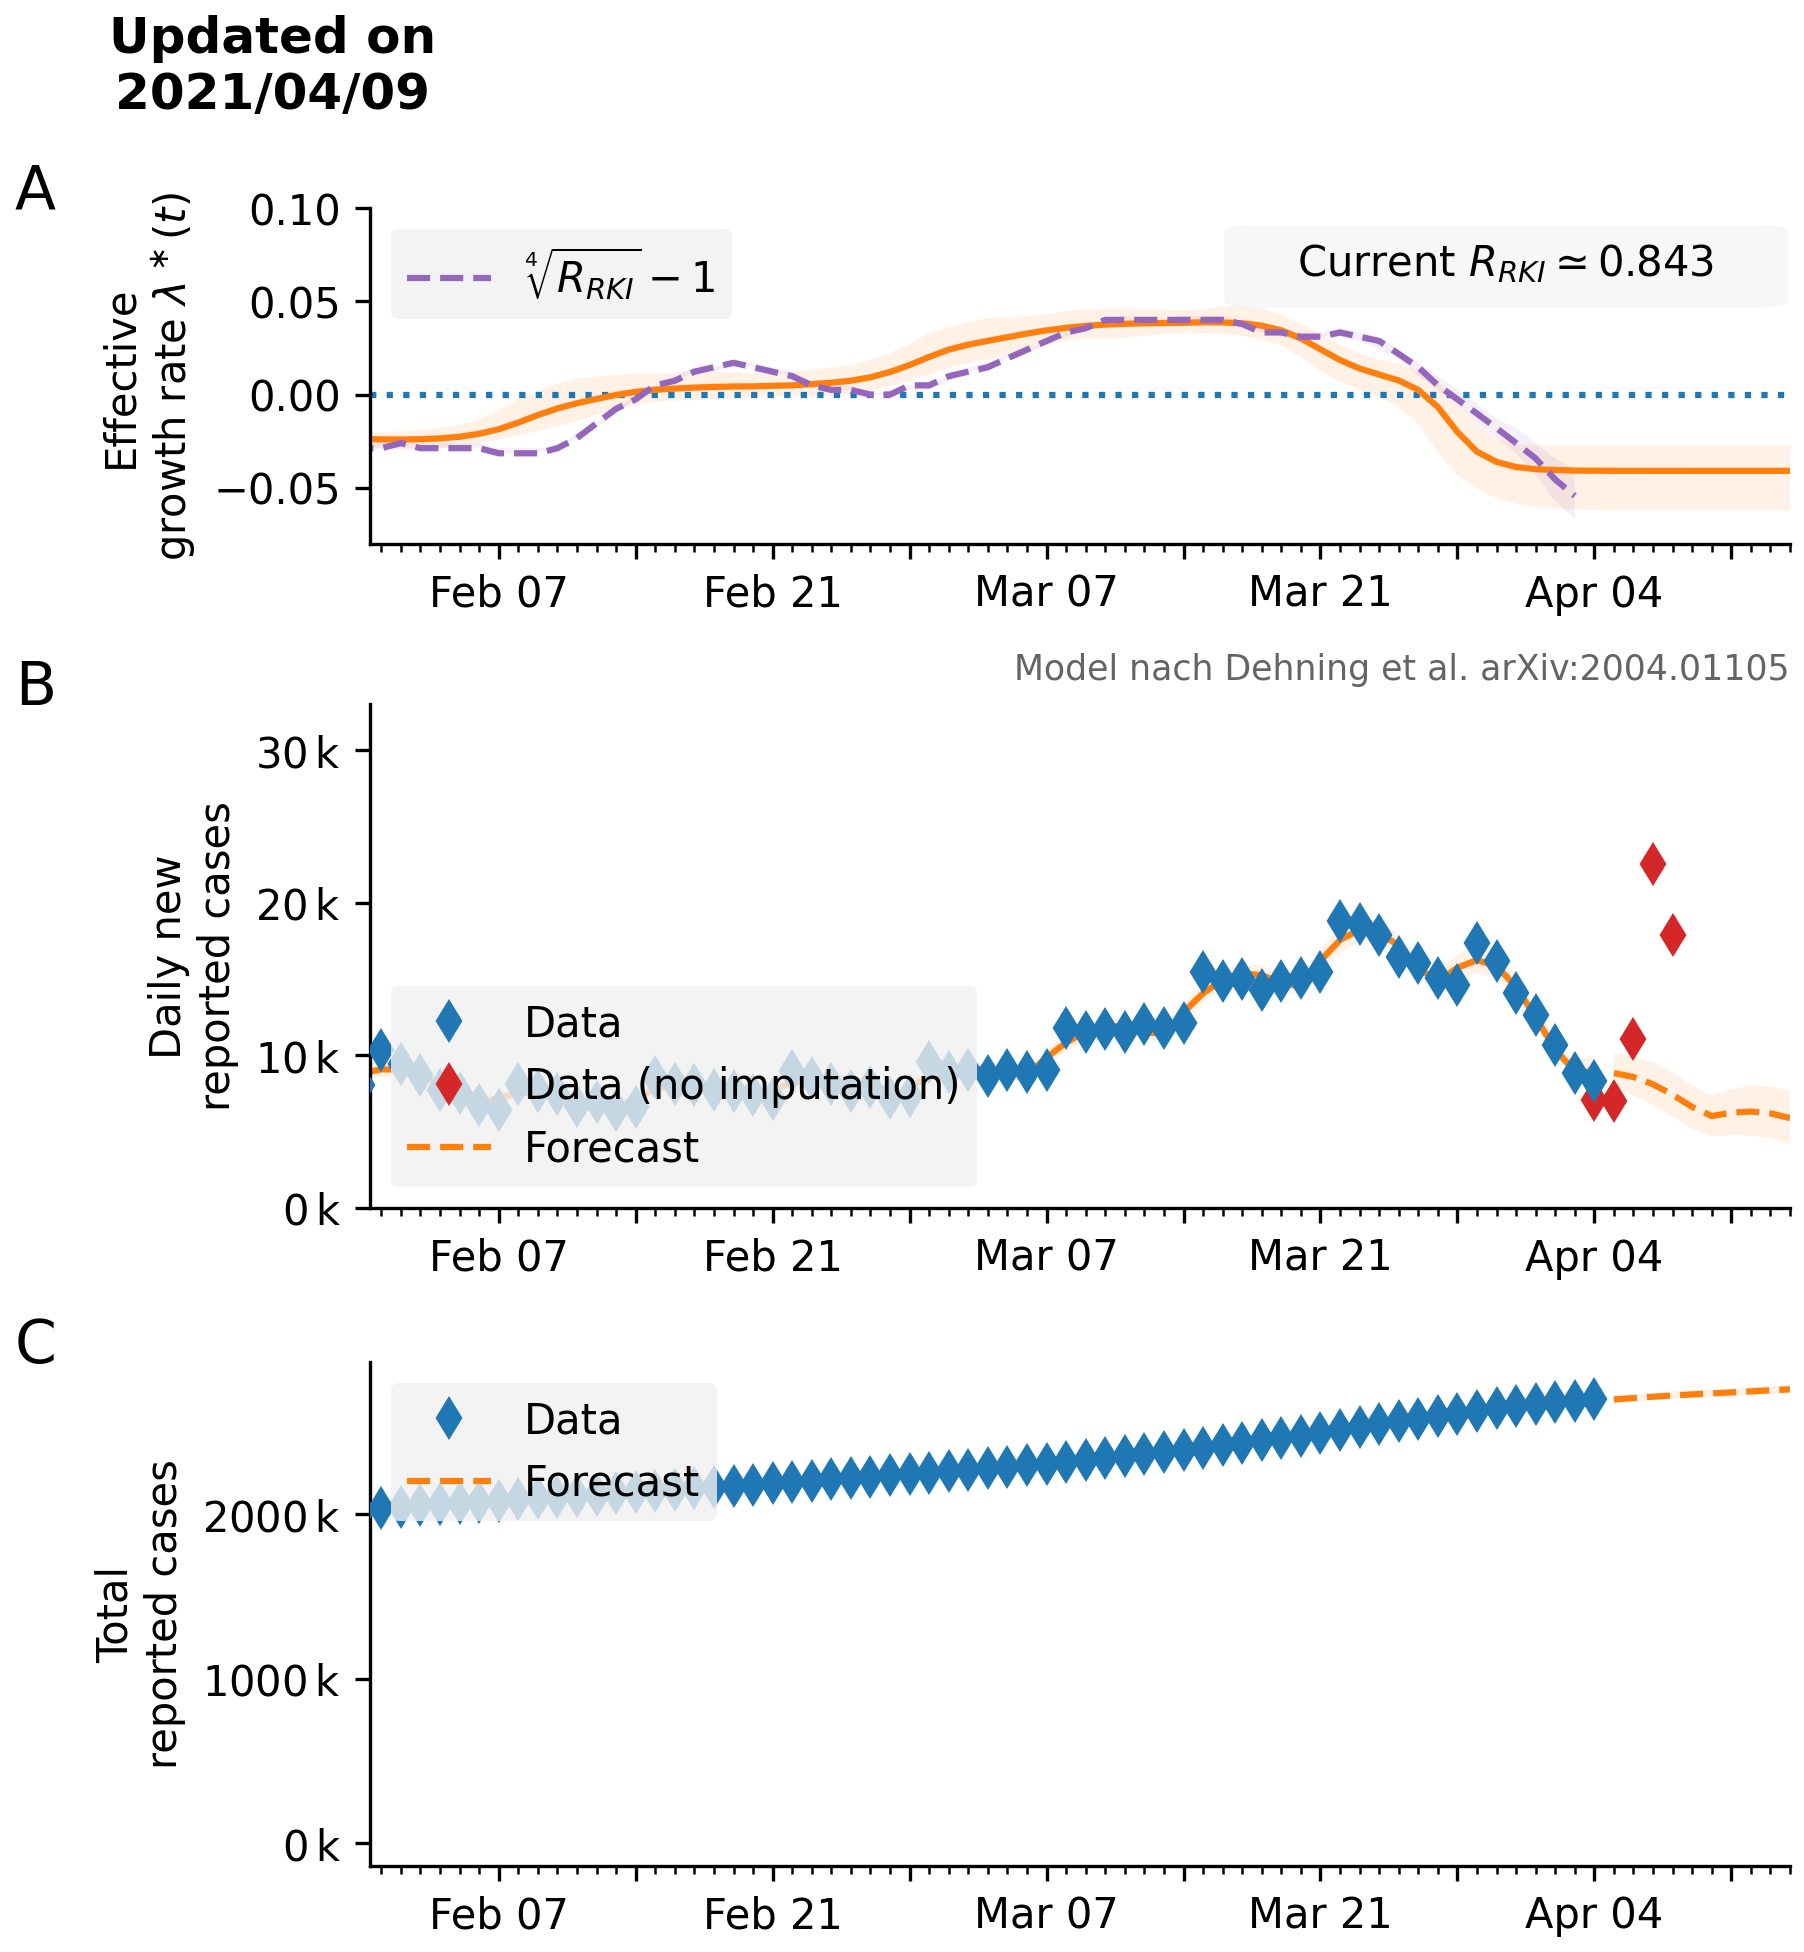 Updated on
2021/04/09
A
Effective
growth rate λ*(t)
0.10
0.05
0.00
−0.05
∜R_RKI − 1
Current R_RKI ≃ 0.843
Feb 07
Feb 21
Mar 07
Mar 21
Apr 04
Model nach Dehning et al. arXiv:2004.01105
B
Daily new
reported cases
30 k
20 k
10 k
0 k
Data
Data (no imputation)
Forecast
Feb 07
Feb 21
Mar 07
Mar 21
Apr 04
C
Total
reported cases
2000 k
1000 k
0 k
Data
Forecast
Feb 07
Feb 21
Mar 07
Mar 21
Apr 04